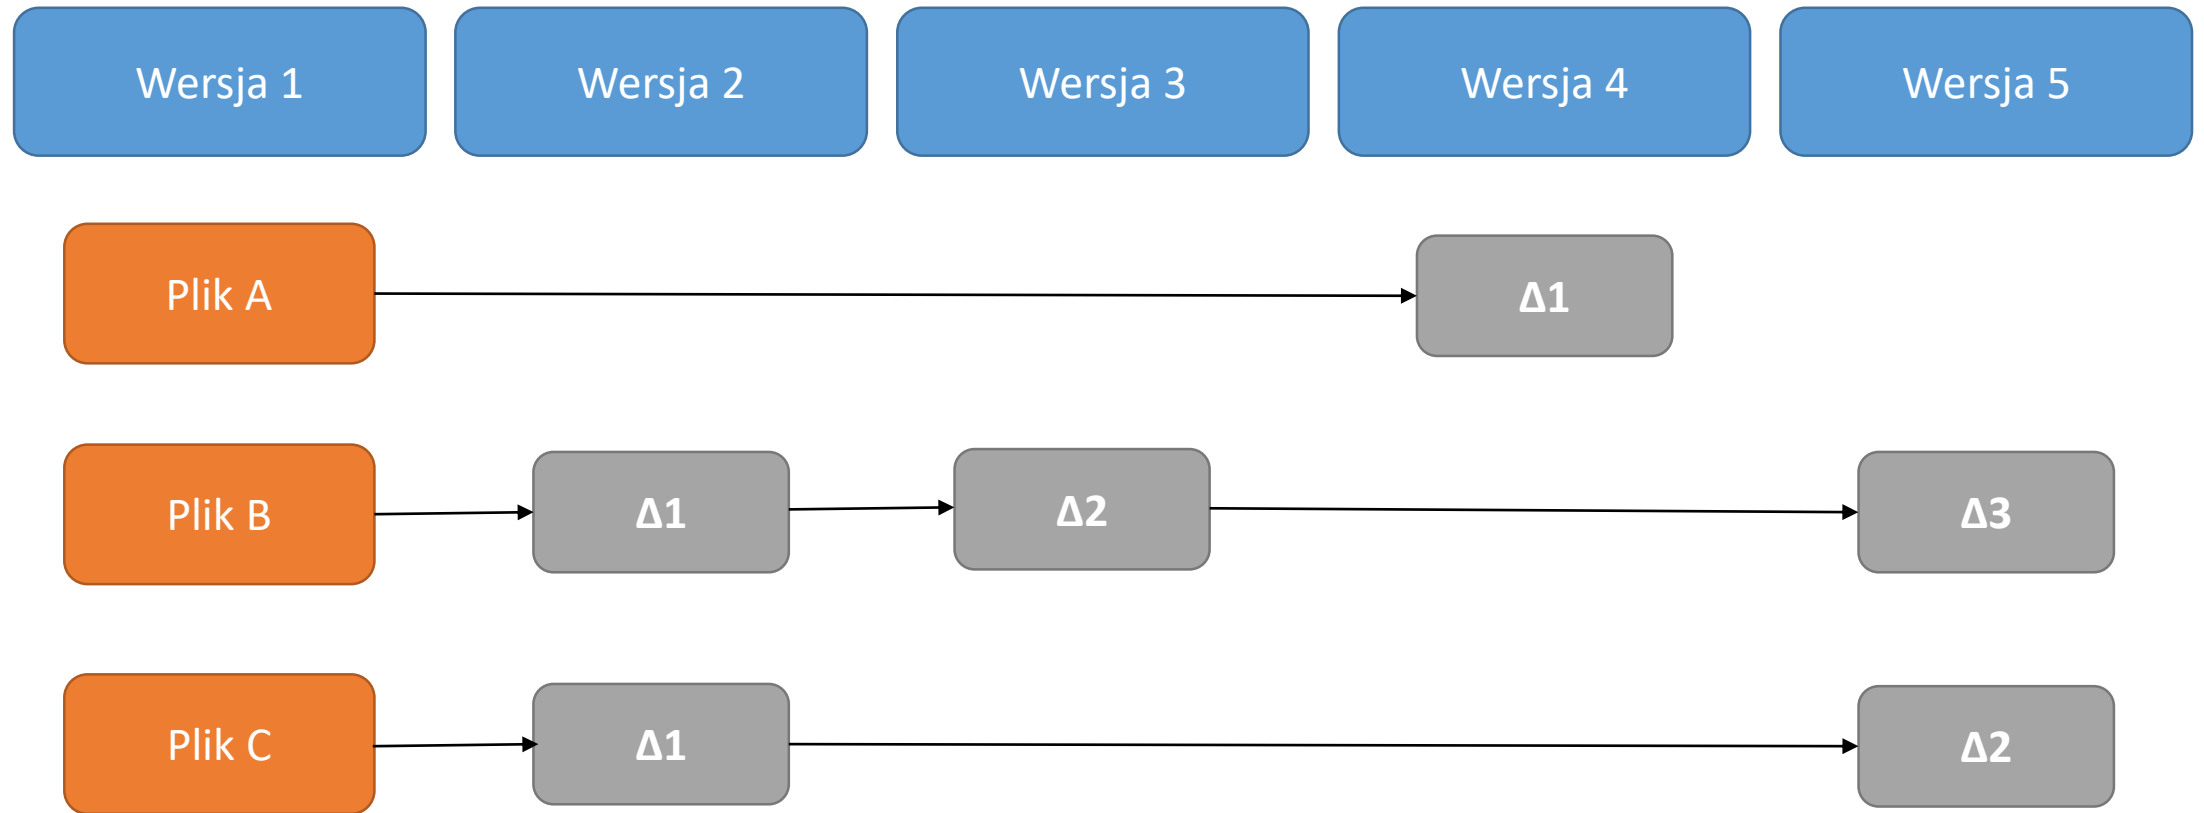 Wersja 1
Wersja 2
Wersja 3
Wersja 4
Wersja 5
Plik A
Δ1
Plik B
Δ1
Δ2
Δ3
Plik C
Δ1
Δ2